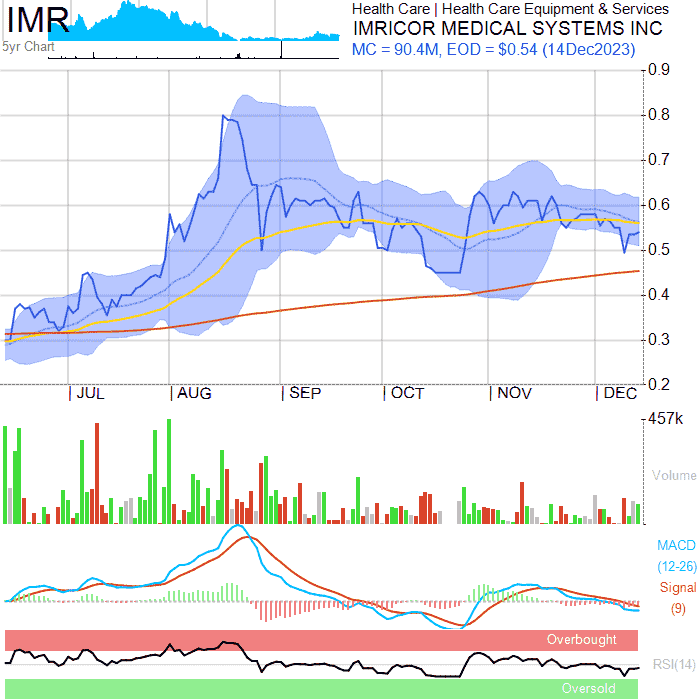 IMR
5yr Chart
Health Care | Health Care Equipment & Services
IMRICOR MEDICAL SYSTEMS INC
MC = 90.4M, EOD = $0.54 (14Dec2023)
0.9
0.8
0.7
0.6
0.5
0.4
0.3
0.2
| JUL | AUG | SEP | OCT | NOV | DEC
457k
Volume
MACD
(12-26)
Signal
(9)
Overbought
RSI(14)
Oversold